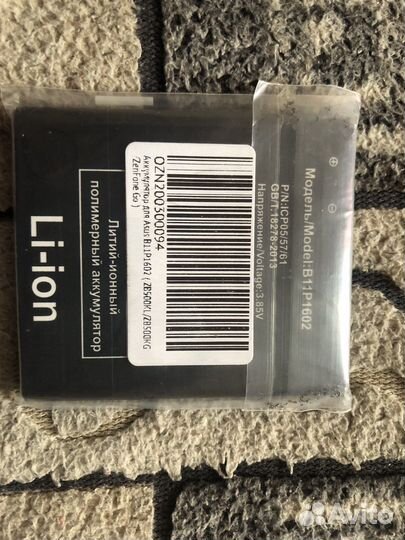 Модель/Model:B11P1602
P/N:ICP05/57/61
GB/T:18278-2013
Напряжение/Voltage:3.85V
OZN200300094
Аккумулятор для Asus B11P1602 ( ZB500KL/ZB500KG
ZenFone Go )
Литий-ионный
полимерный аккумулятор
Li-ion
Avito